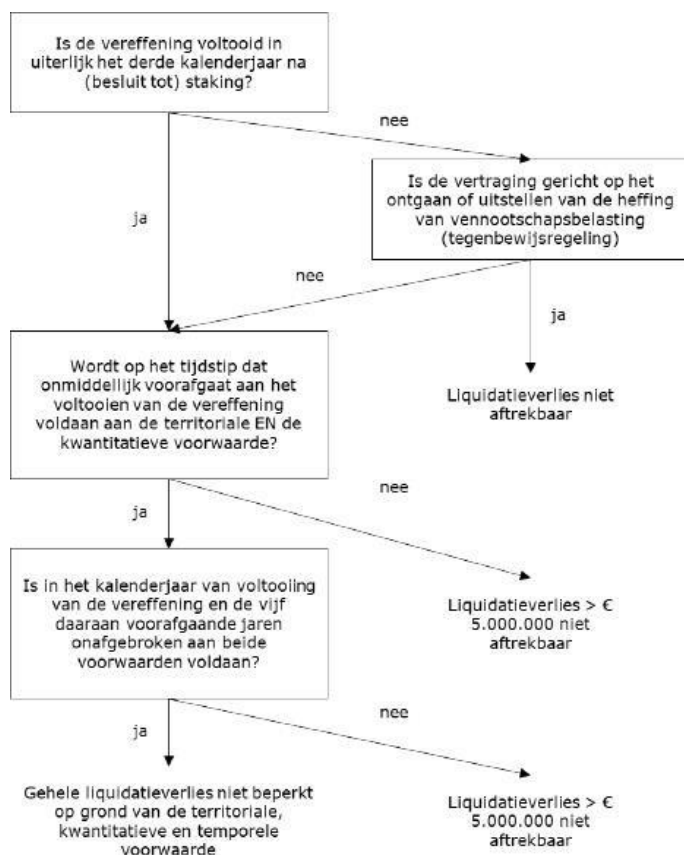 Is de vereffening voltooid in
uiterlijk het derde kalenderjaar na
(besluit tot) staking?
nee
Is de vertraging gericht op het
ontgaan of uitstellen van de heffing
van vennootschapsbelasting
(tegenbewijsregeling)
ja
nee
ja
Wordt op het tijdstip dat
onmiddellijk voorafgaat aan het
voltooien van de vereffening
voldaan aan de territoriale EN de
kwantitatieve voorwaarde?
Liquidatieverlies niet
aftrekbaar
nee
ja
Is in het kalenderjaar van voltooiing
van de vereffening en de vijf
daaraan voorafgaande jaren
onafgebroken aan beide
voorwaarden voldaan?
Liquidatieverlies > €
5.000.000 niet
aftrekbaar
nee
ja
Gehele liquidatieverlies niet beperkt
op grond van de territoriale,
kwantitatieve en temporele
voorwaarde
Liquidatieverlies > €
5.000.000 niet
aftrekbaar